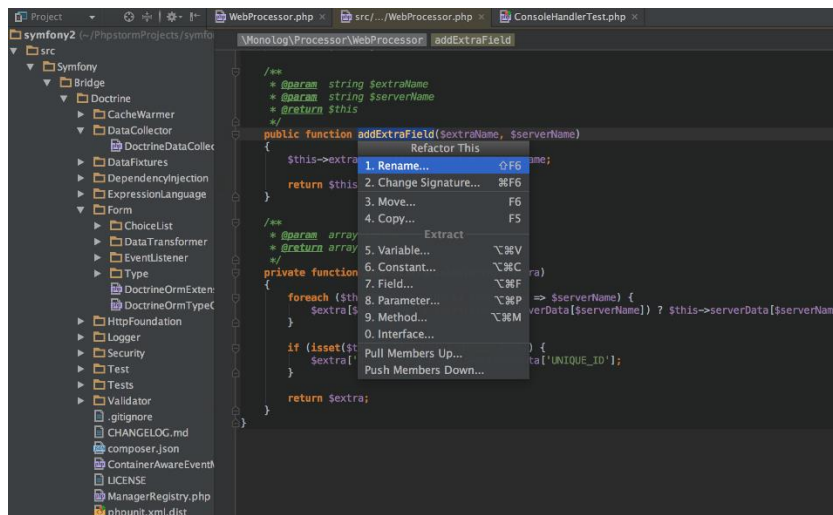 Project
WebProcessor.php ×
src/.../WebProcessor.php ×
ConsoleHandlerTest.php ×
symfony2 (~/PhpstormProjects/symfo
\Monolog\Processor\WebProcessor addExtraField
src
Symfony
Bridge
Doctrine
CacheWarmer
DataCollector
DoctrineDataCollec
DataFixtures
DependencyInjection
ExpressionLanguage
Form
ChoiceList
DataTransformer
EventListener
Type
DoctrineOrmExtens
DoctrineOrmTypeG
HttpFoundation
Logger
Security
Test
Tests
Validator
.gitignore
CHANGELOG.md
composer.json
ContainerAwareEventM
LICENSE
ManagerRegistry.php
phpunit.xml.dist
/**
* @param string $extraName
* @param string $serverName
* @return $this
*/
public function addExtraField($extraName, $serverName)
{
$this->extra ame;
return $this
}
/**
* @param array
* @return array
*/
private function ra)
{
foreach ($th => $serverName) {
$extra[$ verData[$serverName]) ? $this->serverData[$serverNam
}
if (isset($t ) {
$extra[' ta['UNIQUE_ID'];
}
return $extra;
}
}
Refactor This
1. Rename... ⇧F6
2. Change Signature... ⌘F6
3. Move... F6
4. Copy... F5
Extract
5. Variable... ⌥⌘V
6. Constant... ⌥⌘C
7. Field... ⌥⌘F
8. Parameter... ⌥⌘P
9. Method... ⌥⌘M
0. Interface...
Pull Members Up...
Push Members Down...